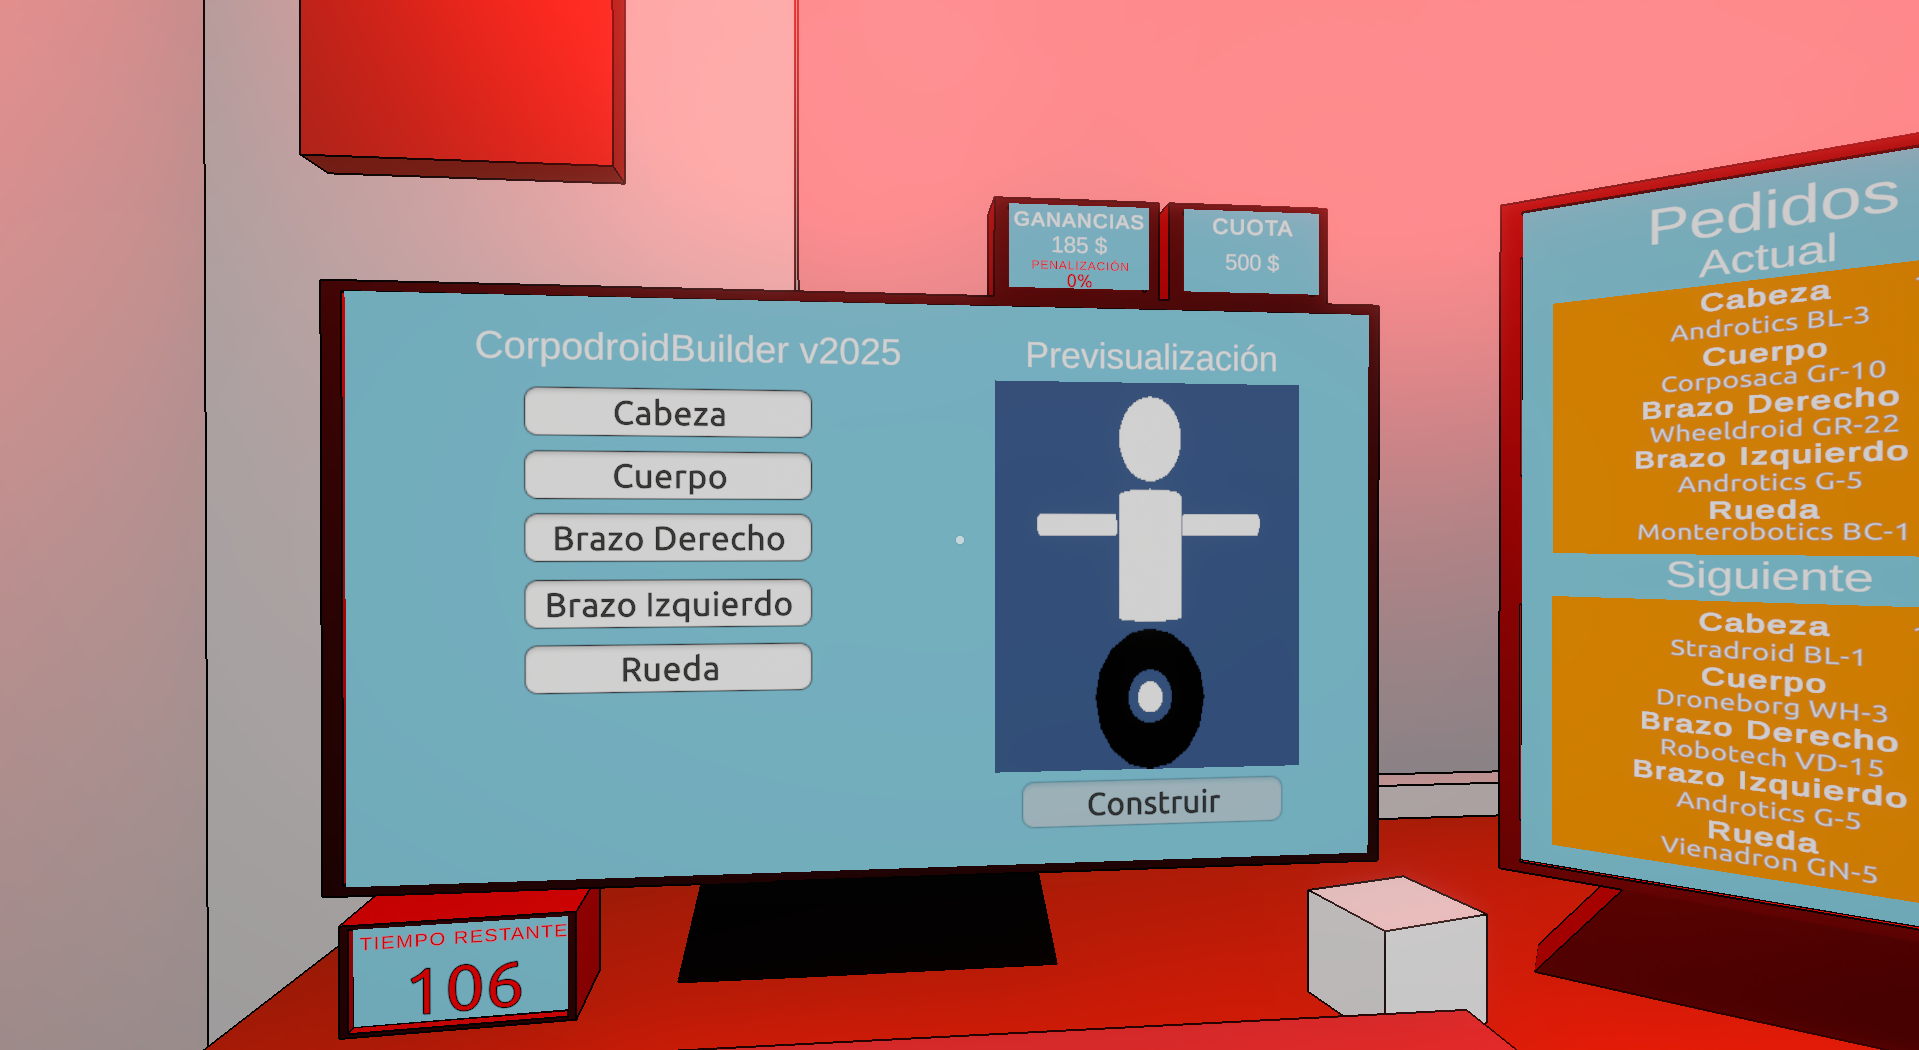 GANANCIAS
185 $
PENALIZACIÓN
0%
CUOTA
500 $
CorpodroidBuilder v2025
Cabeza
Cuerpo
Brazo Derecho
Brazo Izquierdo
Rueda
Previsualización
Construir
TIEMPO RESTANTE
106
Pedidos
Actual
Cabeza
Androtics BL-3
Cuerpo
Corposaca Gr-10
Brazo Derecho
Wheeldroid GR-22
Brazo Izquierdo
Androtics G-5
Rueda
Monterobotics BC-1
Siguiente
Cabeza
Stradroid BL-1
Cuerpo
Droneborg WH-3
Brazo Derecho
Robotech VD-15
Brazo Izquierdo
Androtics G-5
Rueda
Vienadron GN-5